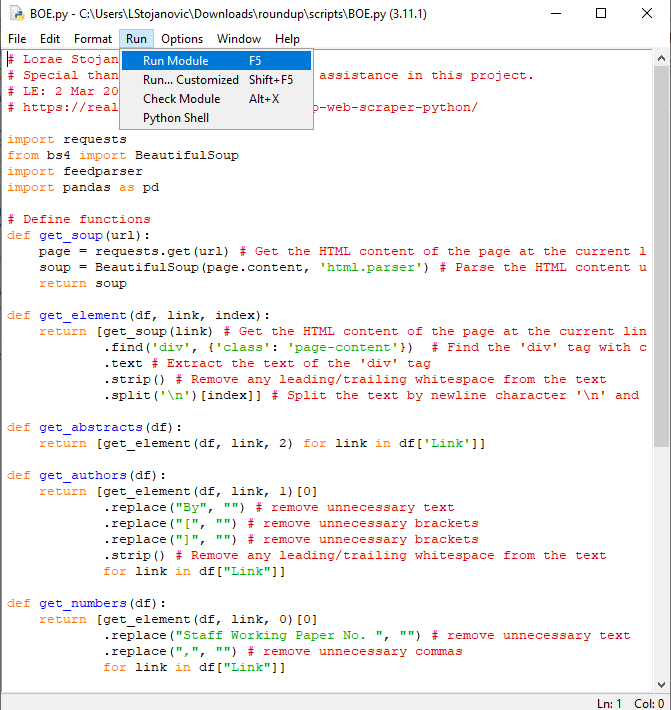 BOE.py - C:\Users\LStojanovic\Downloads\roundup\scripts\BOE.py (3.11.1)
File Edit Format Run Options Window Help
Run Module F5
Run... Customized Shift+F5
Check Module Alt+X
Python Shell
# Lorae Stojan
# Special than assistance in this project.
# LE: 2 Mar 20
# https://real p-web-scraper-python/
import requests
from bs4 import BeautifulSoup
import feedparser
import pandas as pd
# Define functions
def get_soup(url):
    page = requests.get(url) # Get the HTML content of the page at the current l
    soup = BeautifulSoup(page.content, 'html.parser') # Parse the HTML content u
    return soup
def get_element(df, link, index):
    return [get_soup(link) # Get the HTML content of the page at the current lin
            .find('div', {'class': 'page-content'})  # Find the 'div' tag with c
            .text # Extract the text of the 'div' tag
            .strip() # Remove any leading/trailing whitespace from the text
            .split('\n')[index]] # Split the text by newline character '\n' and
def get_abstracts(df):
    return [get_element(df, link, 2) for link in df['Link']]
def get_authors(df):
    return [get_element(df, link, 1)[0]
            .replace("By", "") # remove unnecessary text
            .replace("[", "") # remove unnecessary brackets
            .replace("]", "") # remove unnecessary brackets
            .strip() # Remove any leading/trailing whitespace from the text
            for link in df["Link"]]
def get_numbers(df):
    return [get_element(df, link, 0)[0]
            .replace("Staff Working Paper No. ", "") # remove unnecessary text
            .replace(",", "") # remove unnecessary commas
            for link in df["Link"]]
Ln: 1 Col: 0